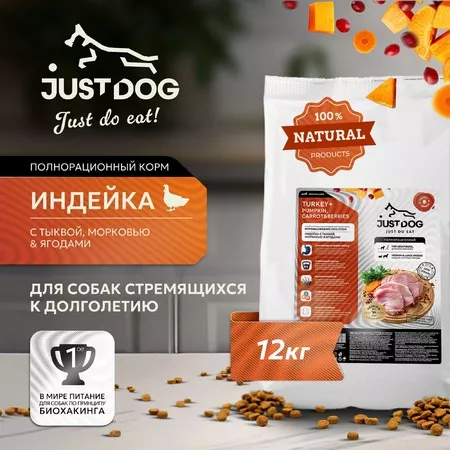 JUST DOG
Just do eat!
ПОЛНОРАЦИОННЫЙ КОРМ
ИНДЕЙКА
С ТЫКВОЙ, МОРКОВЬЮ
& ЯГОДАМИ
ДЛЯ СОБАК СТРЕМЯЩИХСЯ
К ДОЛГОЛЕТИЮ
1
ОЕ
В МИРЕ ПИТАНИЕ
ДЛЯ СОБАК ПО ПРИНЦИПУ
БИОХАКИНГА
100%
NATURAL
PRODUCTS
TURKEY+
PUMPKIN,
CARROT&BERRIES
JUST DOG
JUST DO EAT
12КГ